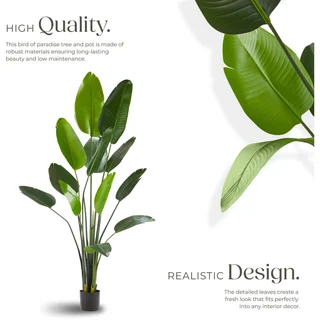 HIGH Quality.
This bird of paradise tree and pot is made of
robust materials ensuring long-lasting
beauty and low maintenance.
REALISTIC Design.
The detailed leaves create a
fresh look that fits perfectly
into any interior decor.